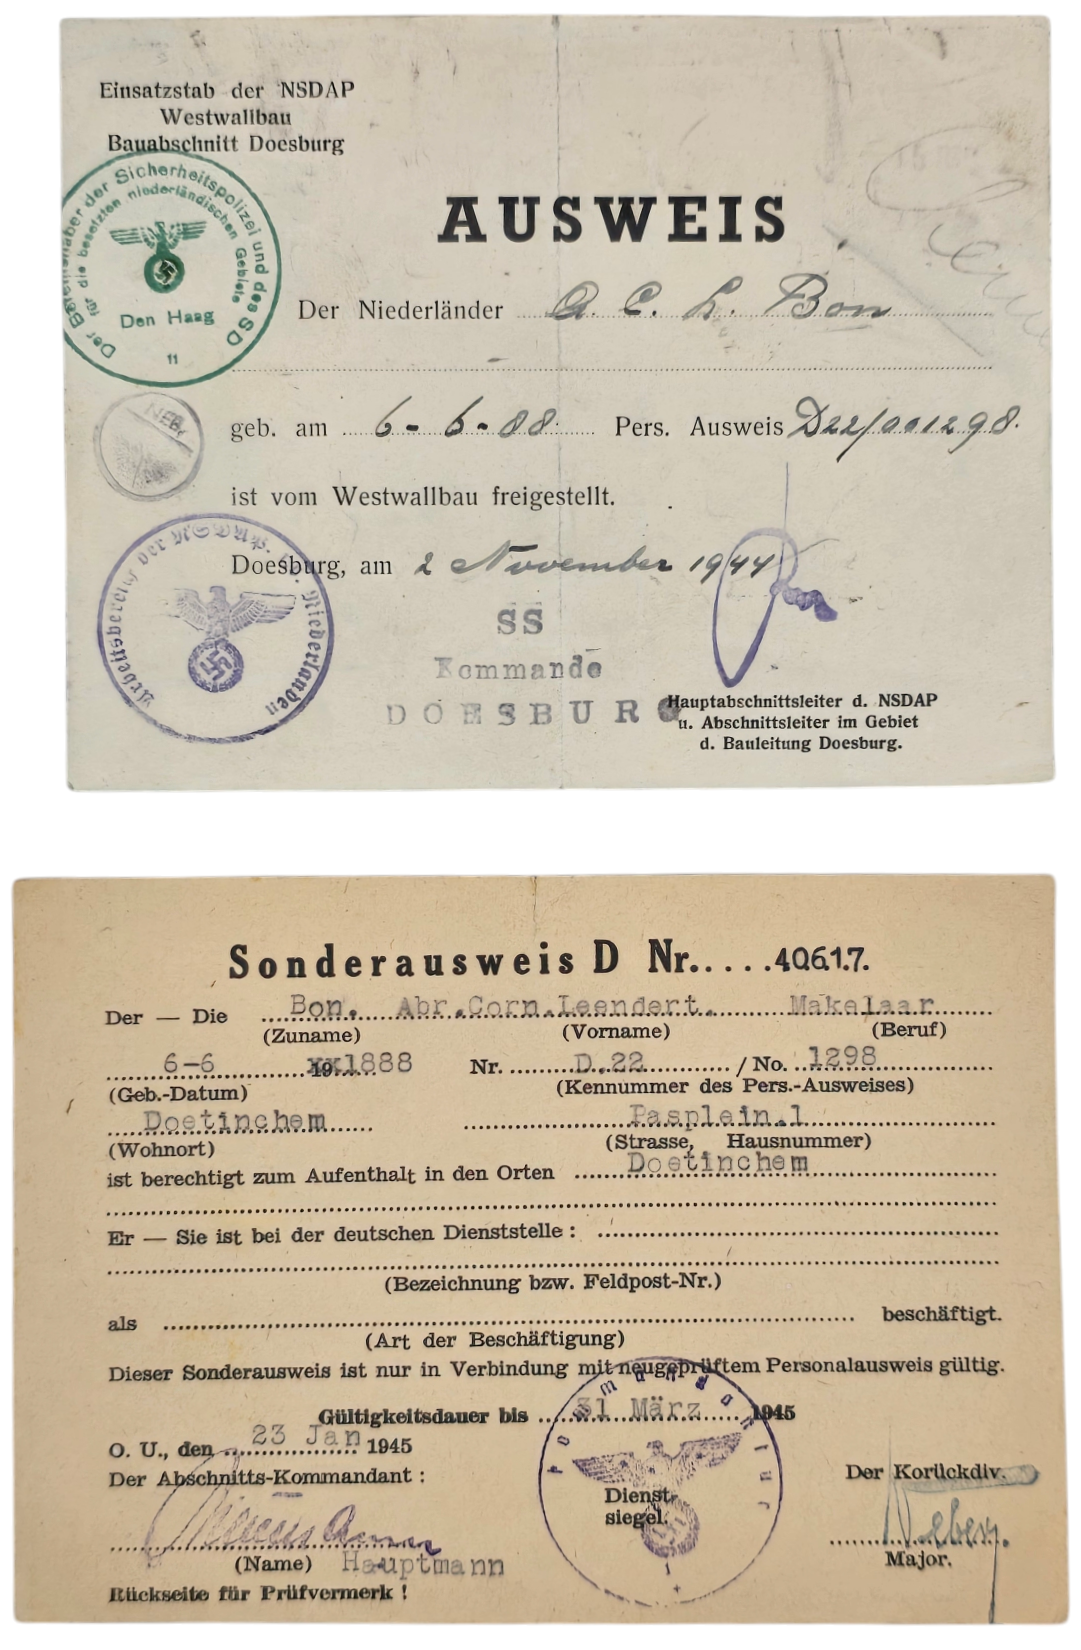 Einsatzstab der NSDAP
Westwallbau
Bauabschnitt Doesburg
Der Befehlshaber der Sicherheitspolizei und des SD
für die besetzten niederländischen Gebiete
Den Haag
11
AUSWEIS
Der Niederländer A. C. L. Bon
geb. am 6-6-88. Pers. Ausweis D22/001298.
ist vom Westwallbau freigestellt.
Arbeitsbereich der NSDAP. Niederlanden
Doesburg, am 2 November 1944
SS
Kommando
DOESBURG
Hauptabschnittsleiter d. NSDAP
u. Abschnittsleiter im Gebiet
d. Bauleitung Doesburg.
Sonderausweis D Nr.....40617.
Der — Die Bon. Abr.Corn.Leendert. Makelaar
(Zuname) (Vorname) (Beruf)
6-6 19xx1888 Nr. D.22 / No. 1298
(Geb.-Datum) (Kennummer des Pers.-Ausweises)
Doetinchem Pasplein.1
(Wohnort) (Strasse, Hausnummer)
ist berechtigt zum Aufenthalt in den Orten Doetinchem
Er — Sie ist bei der deutschen Dienststelle :
(Bezeichnung bzw. Feldpost-Nr.)
als beschäftigt.
(Art der Beschäftigung)
Dieser Sonderausweis ist nur in Verbindung mit neugeprüftem Personalausweis gültig.
Gültigkeitsdauer bis 31 März 1945
O. U., den 23 Jan 1945
Kommandantur
Der Abschnitts-Kommandant : Der Korückdiv.
Dienst-
siegel.
(Name) Hauptmann Major.
Rückseite für Prüfvermerk !